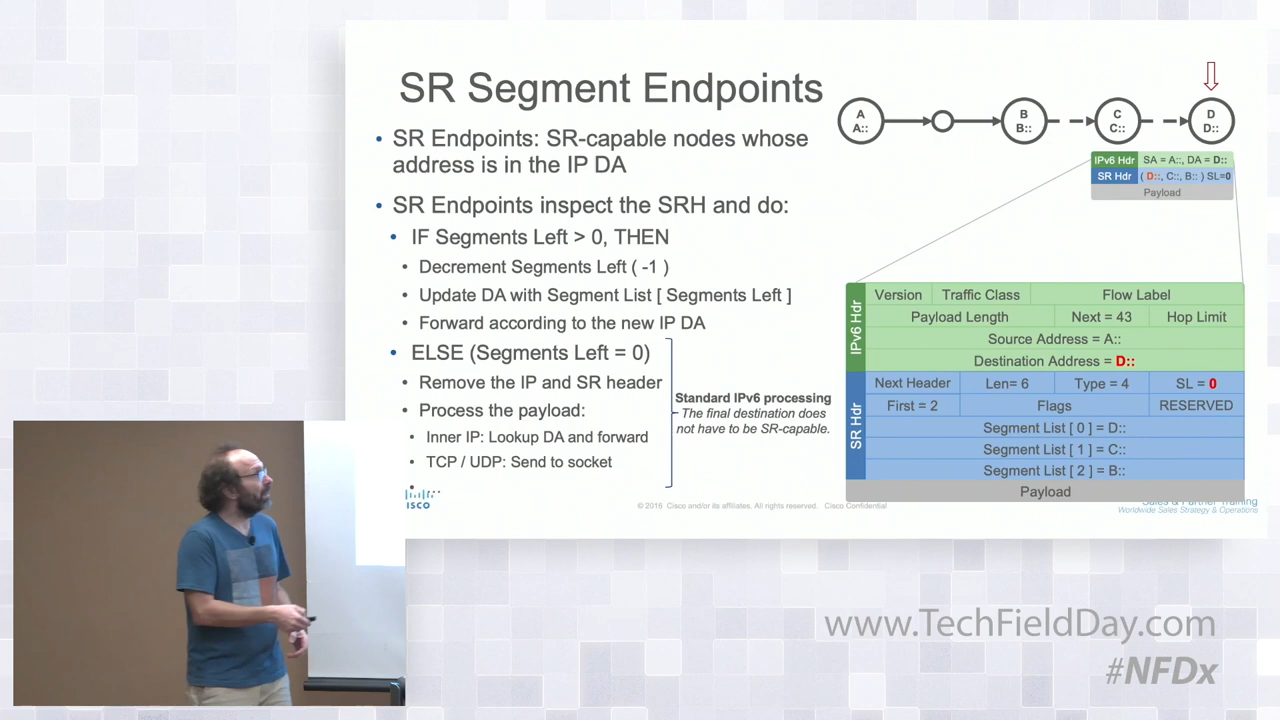 SR Segment Endpoints
• SR Endpoints: SR-capable nodes whose
address is in the IP DA
• SR Endpoints inspect the SRH and do:
• IF Segments Left > 0, THEN
• Decrement Segments Left ( -1 )
• Update DA with Segment List [ Segments Left ]
• Forward according to the new IP DA
• ELSE (Segments Left = 0)
• Remove the IP and SR header
• Process the payload:
• Inner IP: Lookup DA and forward
• TCP / UDP: Send to socket
• ...
Standard IPv6 processing
The final destination does
not have to be SR-capable.
A
A::
B
B::
C
C::
D
D::
IPv6 Hdr SA = A::, DA = D::
SR Hdr ( D::, C::, B:: ) SL=0
Payload
IPv6 Hdr
Version Traffic Class Flow Label
Payload Length Next = 43 Hop Limit
Source Address = A::
Destination Address = D::
SR Hdr
Next Header Len= 6 Type = 4 SL = 0
First = 2 Flags RESERVED
Segment List [ 0 ] = D::
Segment List [ 1 ] = C::
Segment List [ 2 ] = B::
Payload
ISCO
© 2016 Cisco and/or its affiliates. All rights reserved. Cisco Confidential
Sales & Partner Training
Worldwide Sales Strategy & Operations
www.TechFieldDay.com
#NFDx